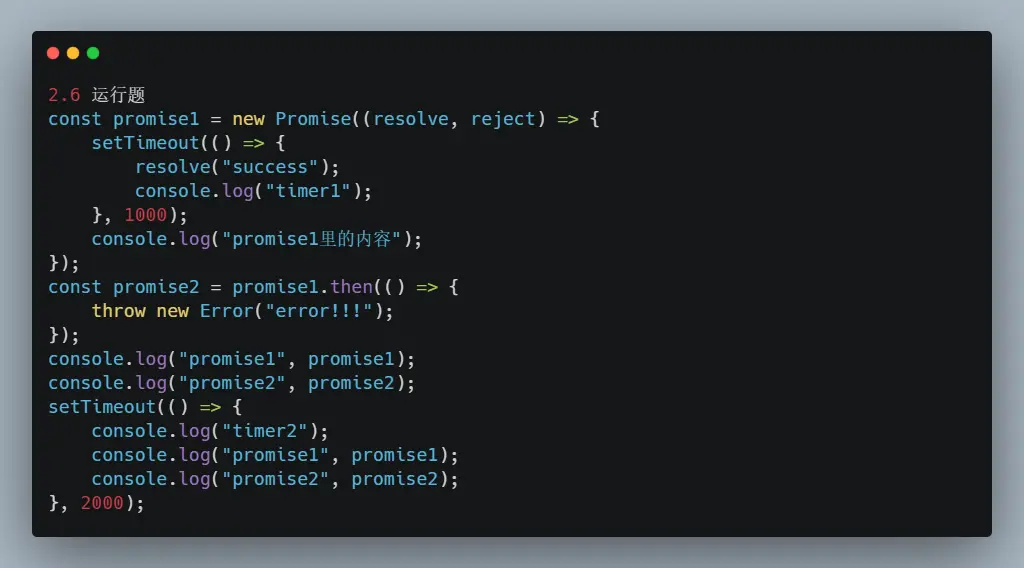 2.6 运行题
const promise1 = new Promise((resolve, reject) => {
    setTimeout(() => {
        resolve("success");
        console.log("timer1");
    }, 1000);
    console.log("promise1里的内容");
});
const promise2 = promise1.then(() => {
    throw new Error("error!!!");
});
console.log("promise1", promise1);
console.log("promise2", promise2);
setTimeout(() => {
    console.log("timer2");
    console.log("promise1", promise1);
    console.log("promise2", promise2);
}, 2000);